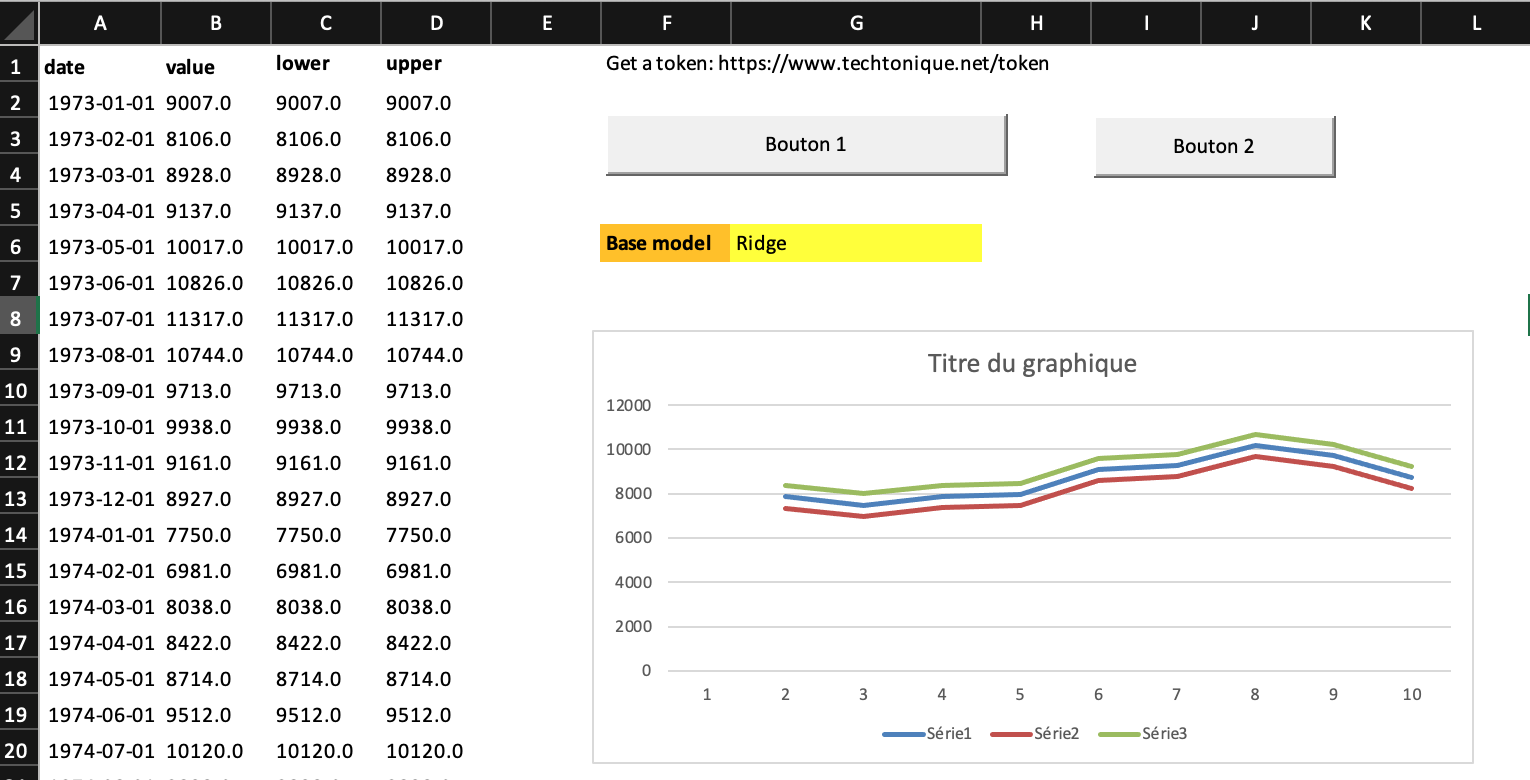 A B C D E F G H I J K L
1 date value lower upper Get a token: https://www.techtonique.net/token
2 1973-01-01 9007.0 9007.0 9007.0
3 1973-02-01 8106.0 8106.0 8106.0
Bouton 1 Bouton 2
4 1973-03-01 8928.0 8928.0 8928.0
5 1973-04-01 9137.0 9137.0 9137.0
6 1973-05-01 10017.0 10017.0 10017.0 Base model Ridge
7 1973-06-01 10826.0 10826.0 10826.0
8 1973-07-01 11317.0 11317.0 11317.0
9 1973-08-01 10744.0 10744.0 10744.0
10 1973-09-01 9713.0 9713.0 9713.0
11 1973-10-01 9938.0 9938.0 9938.0
12 1973-11-01 9161.0 9161.0 9161.0
13 1973-12-01 8927.0 8927.0 8927.0
14 1974-01-01 7750.0 7750.0 7750.0
15 1974-02-01 6981.0 6981.0 6981.0
16 1974-03-01 8038.0 8038.0 8038.0
17 1974-04-01 8422.0 8422.0 8422.0
18 1974-05-01 8714.0 8714.0 8714.0
19 1974-06-01 9512.0 9512.0 9512.0
20 1974-07-01 10120.0 10120.0 10120.0
Titre du graphique
12000
10000
8000
6000
4000
2000
0
1 2 3 4 5 6 7 8 9 10
Série1 Série2 Série3